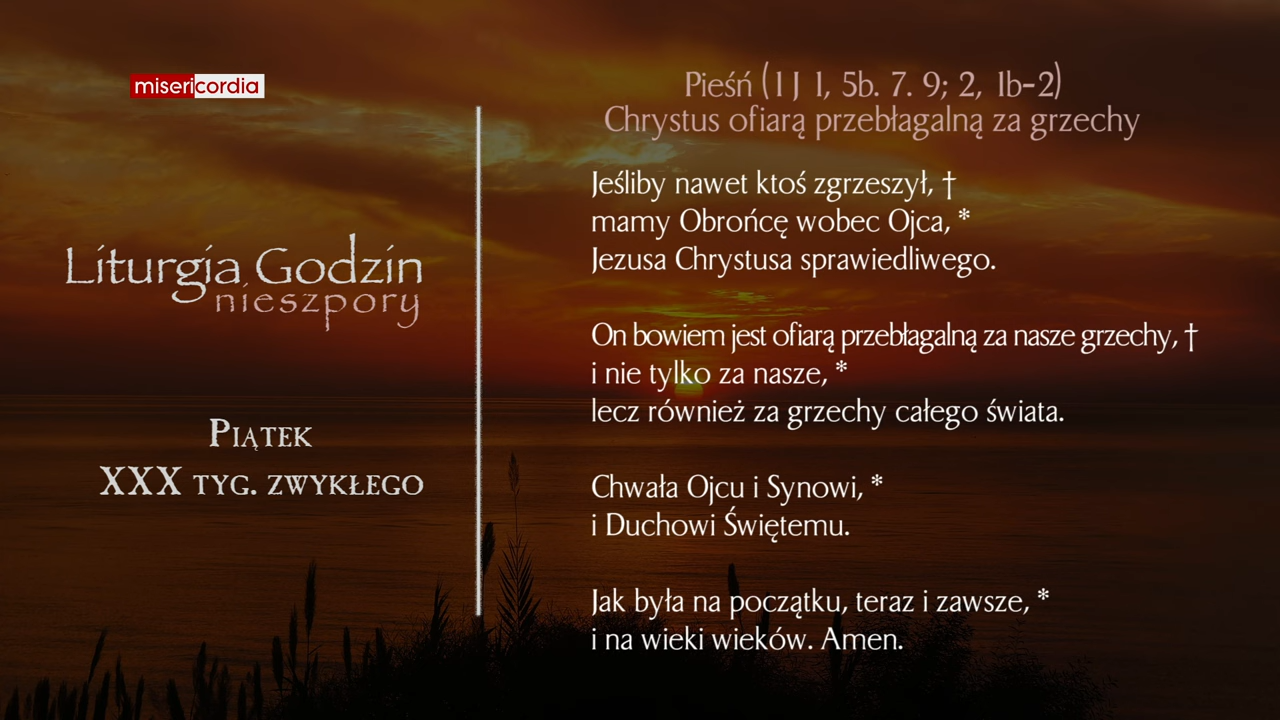 misericordia
Liturgia Godzin
nieszpory
Piątek
XXX tyg. zwykłego
Pieśń (1 J 1, 5b. 7. 9; 2, 1b-2)
Chrystus ofiarą przebłagalną za grzechy
Jeśliby nawet ktoś zgrzeszył, †
mamy Obrońcę wobec Ojca, *
Jezusa Chrystusa sprawiedliwego.
On bowiem jest ofiarą przebłagalną za nasze grzechy, †
i nie tylko za nasze, *
lecz również za grzechy całego świata.
Chwała Ojcu i Synowi, *
i Duchowi Świętemu.
Jak była na początku, teraz i zawsze, *
i na wieki wieków. Amen.